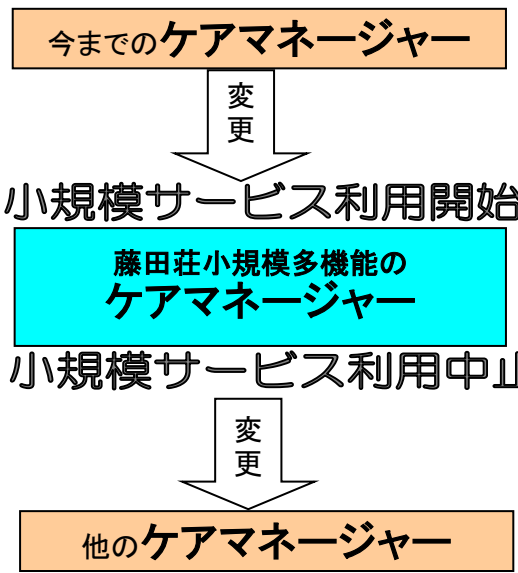 今までのケアマネージャー
変更
小規模サービス利用開始
藤田荘小規模多機能の
ケアマネージャー
小規模サービス利用中止
変更
他のケアマネージャー